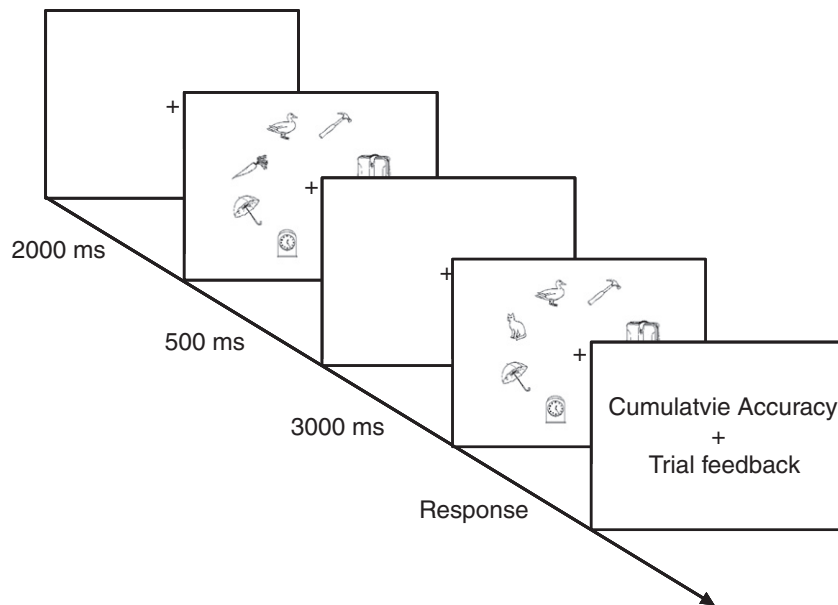 +
+
2000 ms
+
500 ms
+
3000 ms
Cumulatvie Accuracy
+
Trial feedback
Response